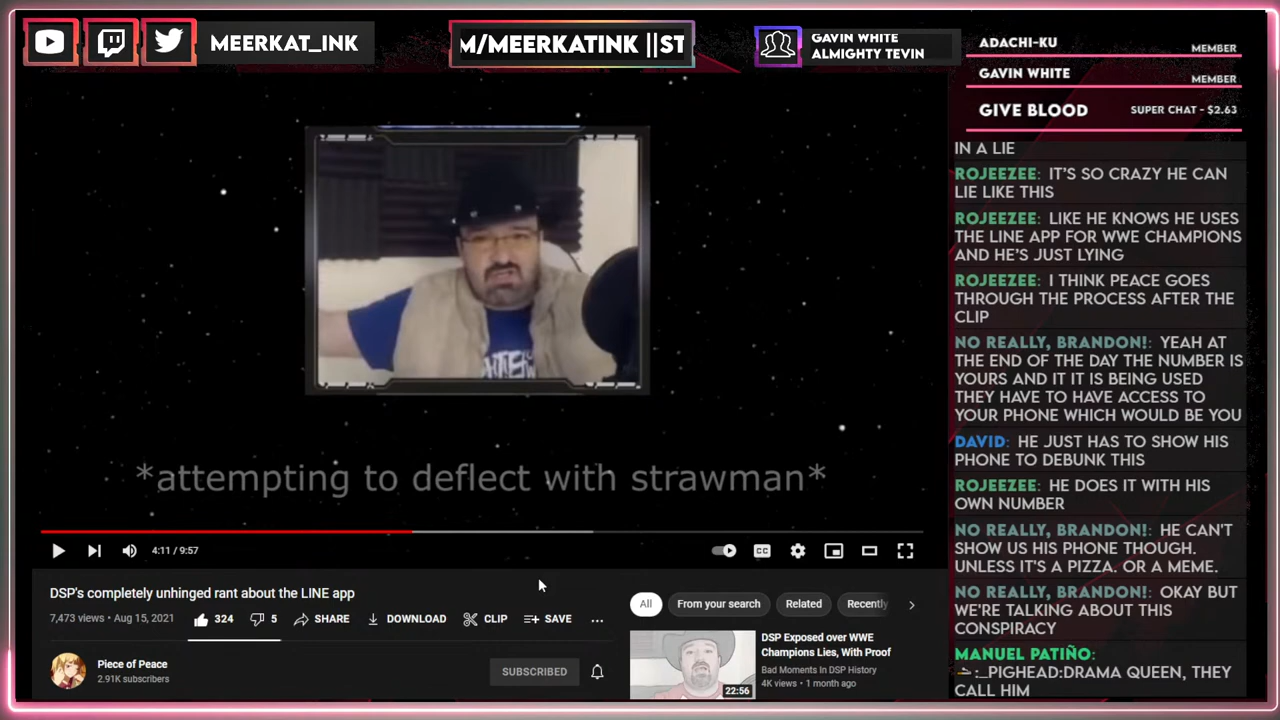 MEERKAT_INK
M/MEERKATINK ||ST
GAVIN WHITE
ALMIGHTY TEVIN
ADACHI-KU MEMBER
GAVIN WHITE MEMBER
GIVE BLOOD SUPER CHAT - $2.63
IN A LIE
ROJEEZEE: IT'S SO CRAZY HE CAN
LIE LIKE THIS
ROJEEZEE: LIKE HE KNOWS HE USES
THE LINE APP FOR WWE CHAMPIONS
AND HE'S JUST LYING
ROJEEZEE: I THINK PEACE GOES
THROUGH THE PROCESS AFTER THE
CLIP
NO REALLY, BRANDON!: YEAH AT
THE END OF THE DAY THE NUMBER IS
YOURS AND IT IT IS BEING USED
THEY HAVE TO HAVE ACCESS TO
YOUR PHONE WHICH WOULD BE YOU
DAVID: HE JUST HAS TO SHOW HIS
PHONE TO DEBUNK THIS
ROJEEZEE: HE DOES IT WITH HIS
OWN NUMBER
NO REALLY, BRANDON!: HE CAN'T
SHOW US HIS PHONE THOUGH.
UNLESS IT'S A PIZZA. OR A MEME.
NO REALLY, BRANDON!: OKAY BUT
WE'RE TALKING ABOUT THIS
CONSPIRACY
MANUEL PATIÑO:
:_PIGHEAD:DRAMA QUEEN, THEY
CALL HIM
*attempting to deflect with strawman*
4:11 / 9:57
CC
DSP's completely unhinged rant about the LINE app
7,473 views • Aug 15, 2021 324 5 SHARE DOWNLOAD CLIP SAVE ...
Piece of Peace
2.91K subscribers
SUBSCRIBED
All From your search Related Recently
DSP Exposed over WWE
Champions Lies, With Proof
Bad Moments In DSP History
4K views • 1 month ago
22:56